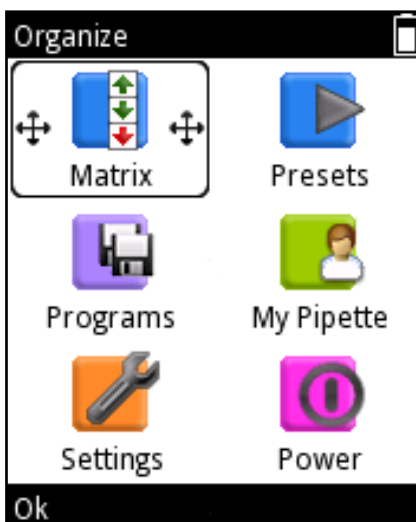 Organize
Matrix
Presets
Programs
My Pipette
Settings
Power
Ok